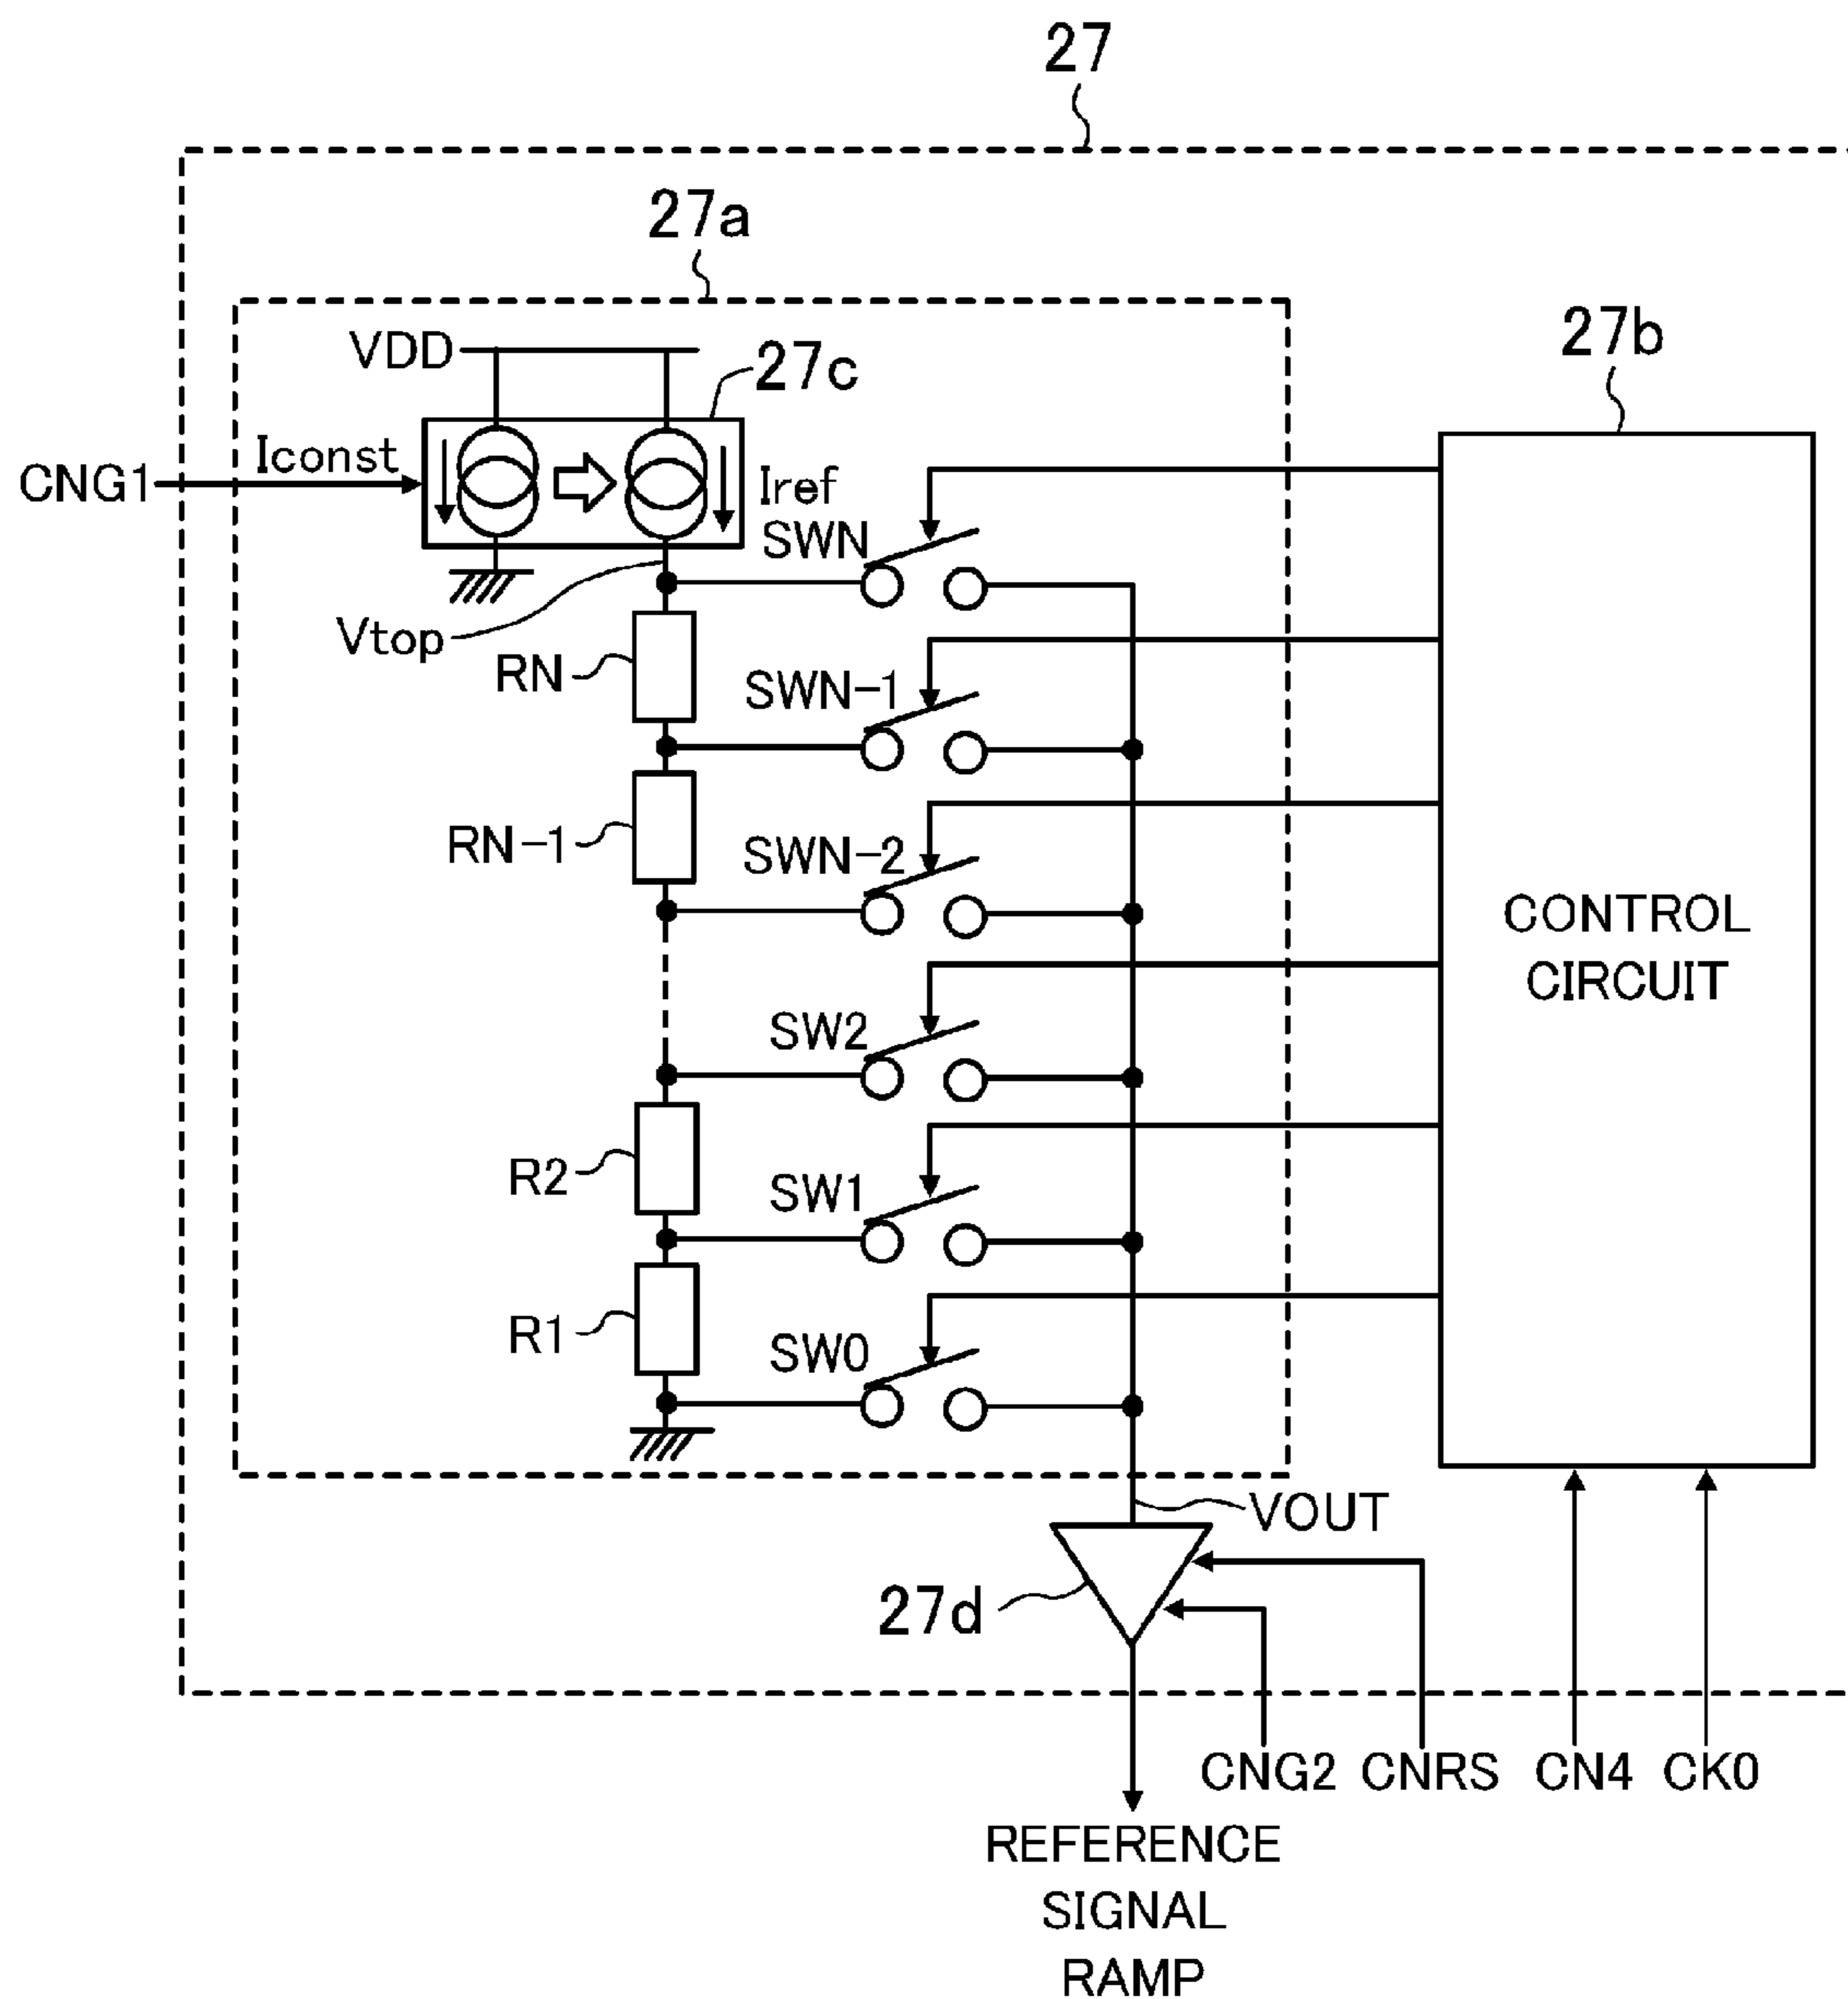 27
27a
VDD
27c
27b
CNG1
Iconst
Iref
SWN
Vtop
RN
SWN-1
RN-1
SWN-2
CONTROL
CIRCUIT
SW2
R2
SW1
R1
SW0
VOUT
27d
CNG2
CNRS
CN4
CK0
REFERENCE
SIGNAL
RAMP